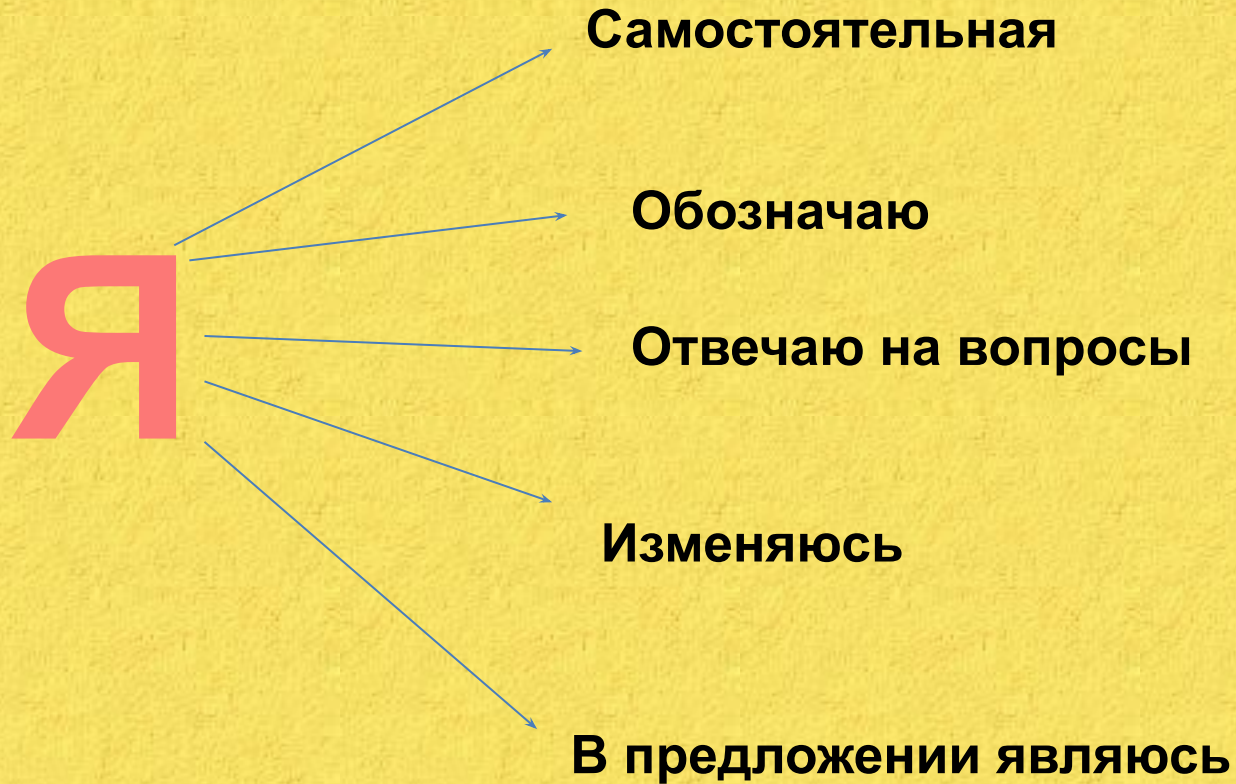 Самостоятельная
Обозначаю
Я
Отвечаю на вопросы
Изменяюсь
В предложении являюсь